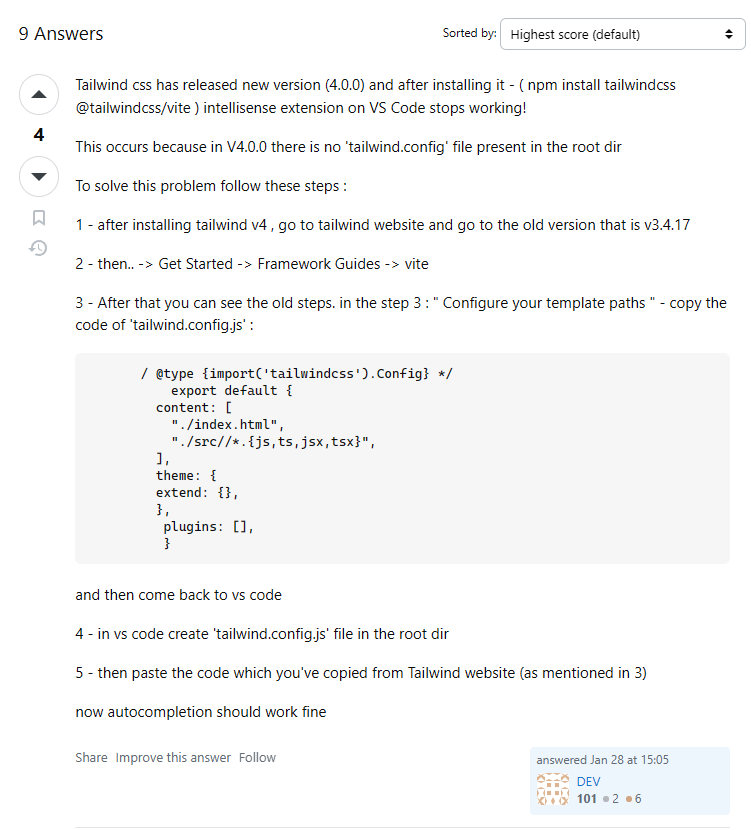 9 Answers
Sorted by: Highest score (default)
4
Tailwind css has released new version (4.0.0) and after installing it - ( npm install tailwindcss
@tailwindcss/vite ) intellisense extension on VS Code stops working!
This occurs because in V4.0.0 there is no 'tailwind.config' file present in the root dir
To solve this problem follow these steps :
1 - after installing tailwind v4 , go to tailwind website and go to the old version that is v3.4.17
2 - then.. -> Get Started -> Framework Guides -> vite
3 - After that you can see the old steps. in the step 3 : " Configure your template paths " - copy the
code of 'tailwind.config.js' :
/ @type {import('tailwindcss').Config} */
export default {
content: [
"./index.html",
"./src//*.{js,ts,jsx,tsx}",
],
theme: {
extend: {},
},
plugins: [],
}
and then come back to vs code
4 - in vs code create 'tailwind.config.js' file in the root dir
5 - then paste the code which you've copied from Tailwind website (as mentioned in 3)
now autocompletion should work fine
Share Improve this answer Follow
answered Jan 28 at 15:05
DEV
101 2 6